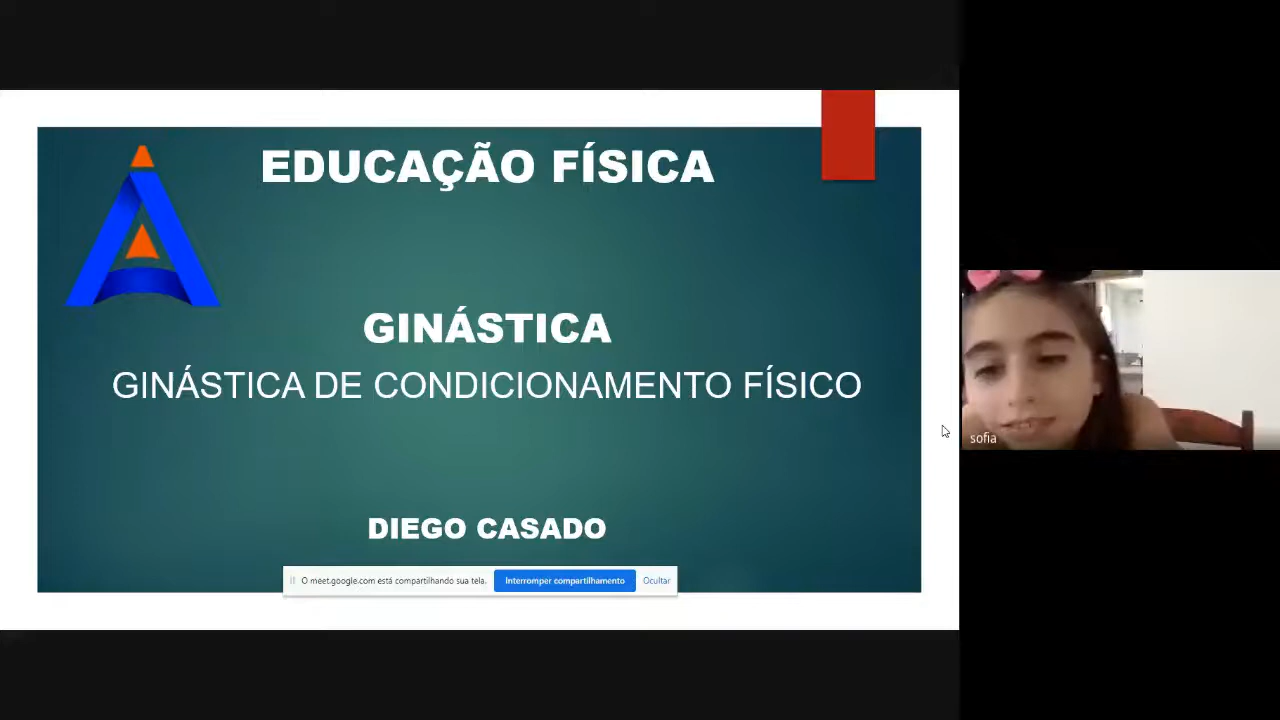 EDUCAÇÃO FÍSICA
GINÁSTICA
GINÁSTICA DE CONDICIONAMENTO FÍSICO
DIEGO CASADO
O meet.google.com está compartilhando sua tela. Interromper compartilhamento Ocultar
sofia